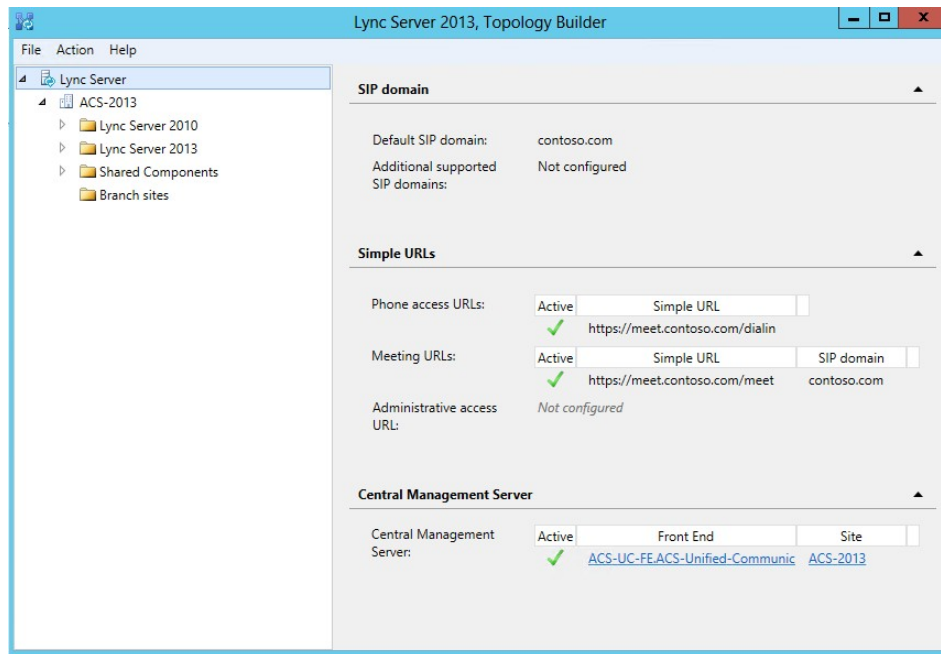 Lync Server 2013, Topology Builder
File Action Help
Lync Server
ACS-2013
Lync Server 2010
Lync Server 2013
Shared Components
Branch sites
SIP domain
Default SIP domain: contoso.com
Additional supported SIP domains: Not configured
Simple URLs
Phone access URLs: Active Simple URL
https://meet.contoso.com/dialin
Meeting URLs: Active Simple URL SIP domain
https://meet.contoso.com/meet contoso.com
Administrative access URL: Not configured
Central Management Server
Central Management Server: Active Front End Site
ACS-UC-FE.ACS-Unified-Communic ACS-2013